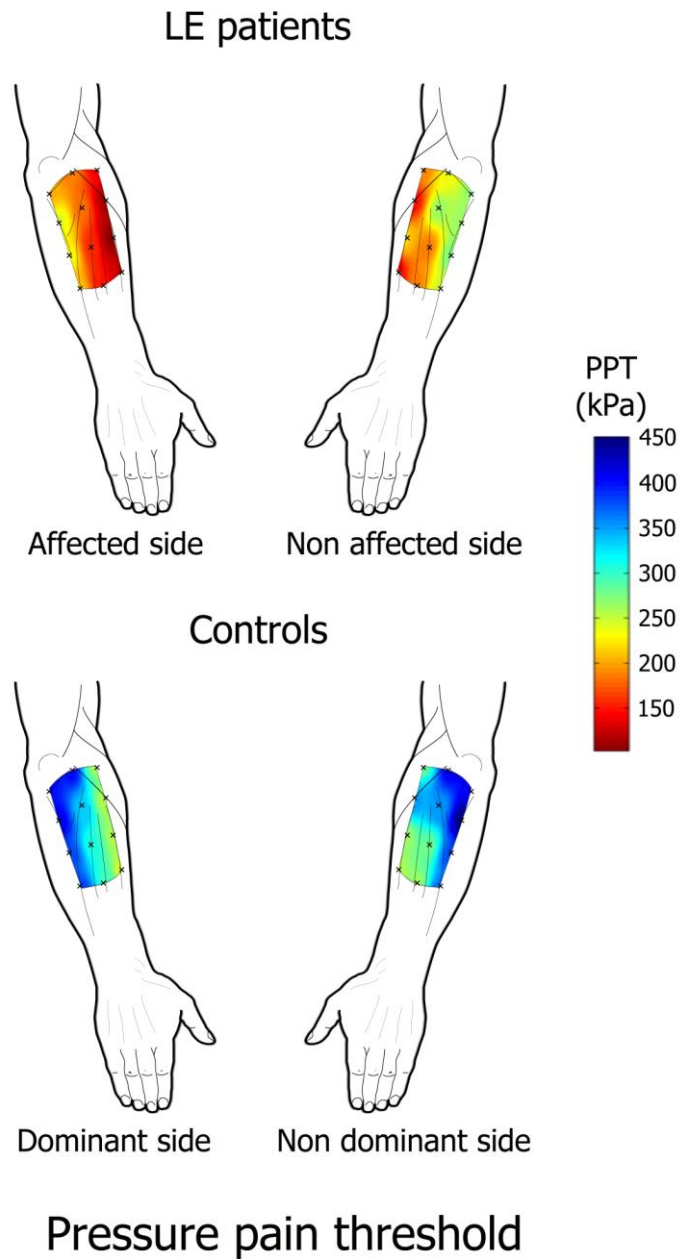 LE patients
Affected side
Non affected side
PPT
(kPa)
450
400
350
300
250
200
150
Controls
Dominant side
Non dominant side
Pressure pain threshold